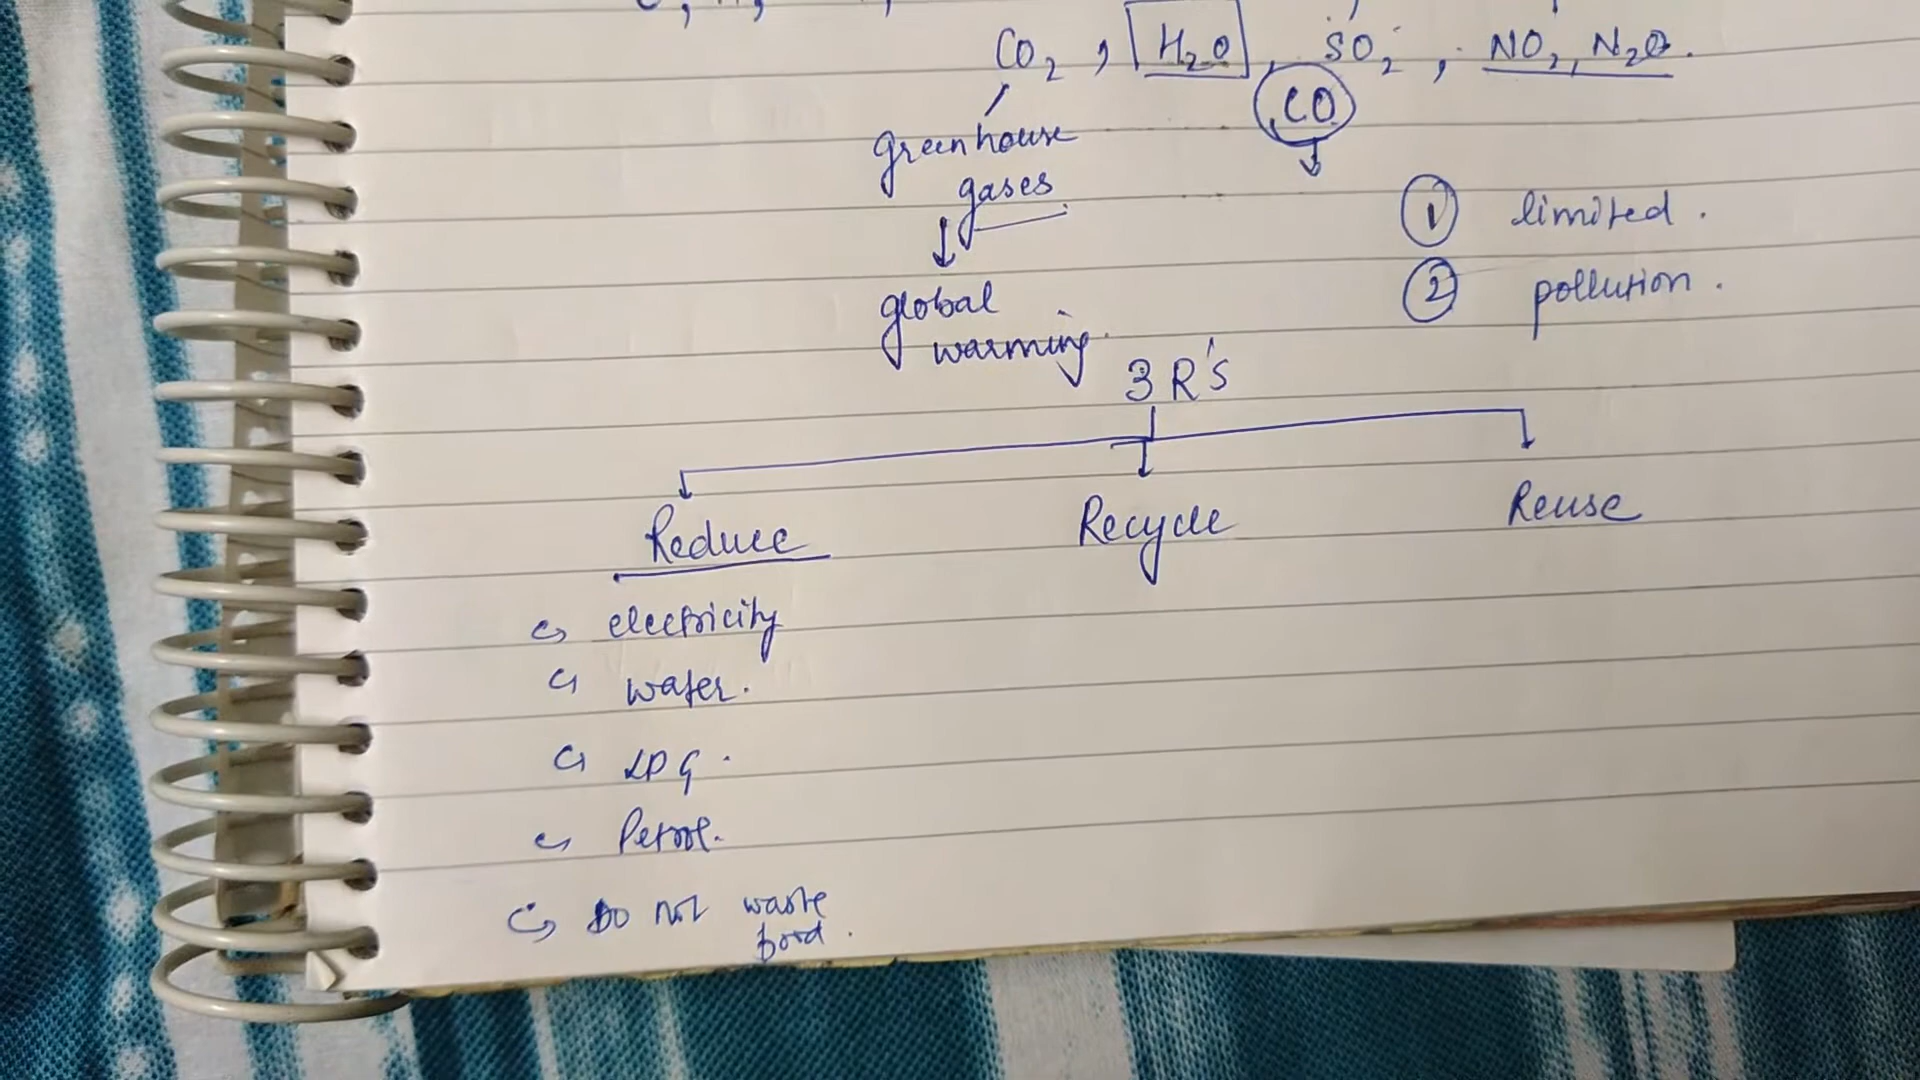 CO2, H2O, SO2, NO2, N2O.
CO
greenhouse
gases
① limited.
② pollution.
global
warming.
3 R's
Reduce Recycle Reuse
electricity
water.
LPG.
Petrol.
Do not waste
food.